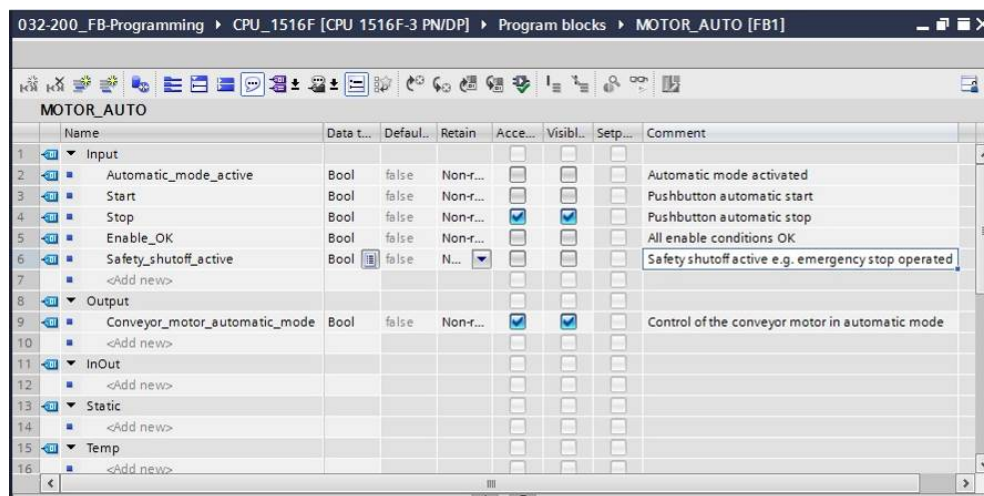 032-200_FB-Programming ▸ CPU_1516F [CPU 1516F-3 PN/DP] ▸ Program blocks ▸ MOTOR_AUTO [FB1]
MOTOR_AUTO
Name Data t... Defaul.. Retain Acce... Visibl.. Setp... Comment
1 Input
2 Automatic_mode_active Bool false Non-r... Automatic mode activated
3 Start Bool false Non-r... Pushbutton automatic start
4 Stop Bool false Non-r... Pushbutton automatic stop
5 Enable_OK Bool false Non-r... All enable conditions OK
6 Safety_shutoff_active Bool false N... Safety shutoff active e.g. emergency stop operated
7 <Add new>
8 Output
9 Conveyor_motor_automatic_mode Bool false Non-r... Control of the conveyor motor in automatic mode
10 <Add new>
11 InOut
12 <Add new>
13 Static
14 <Add new>
15 Temp
16 <Add new>